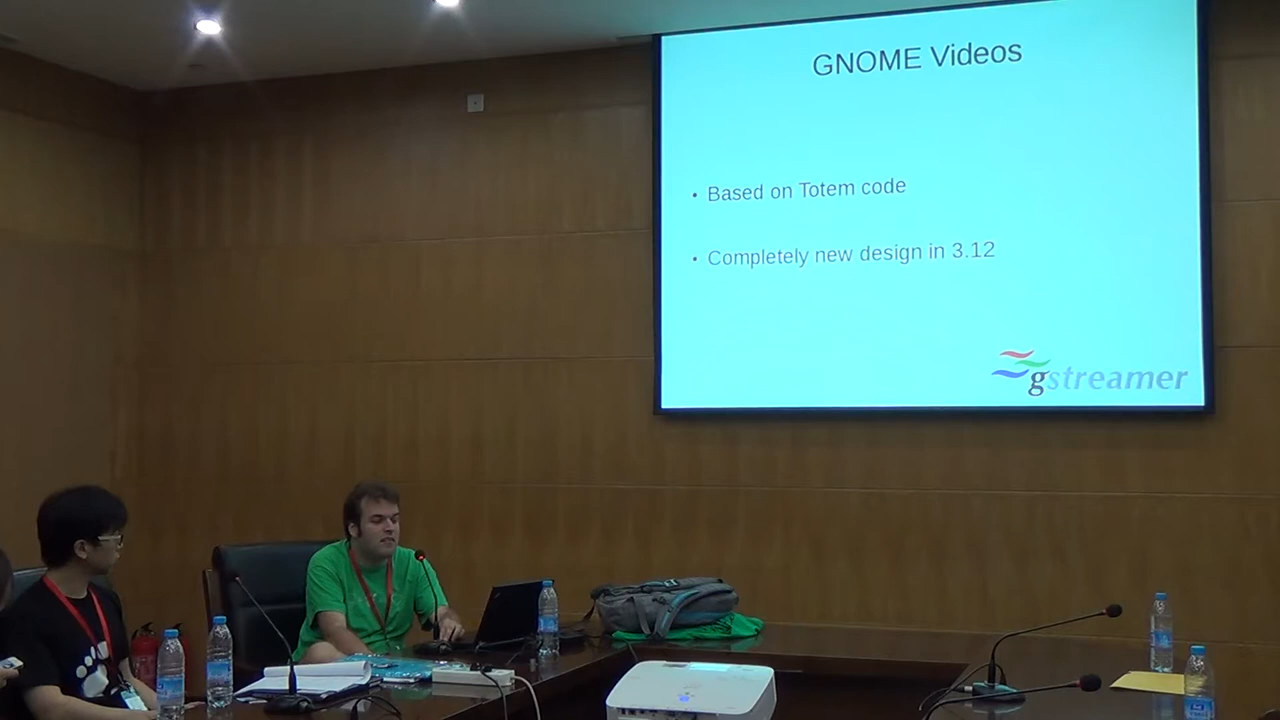 GNOME Videos
• Based on Totem code
• Completely new design in 3.12
gstreamer